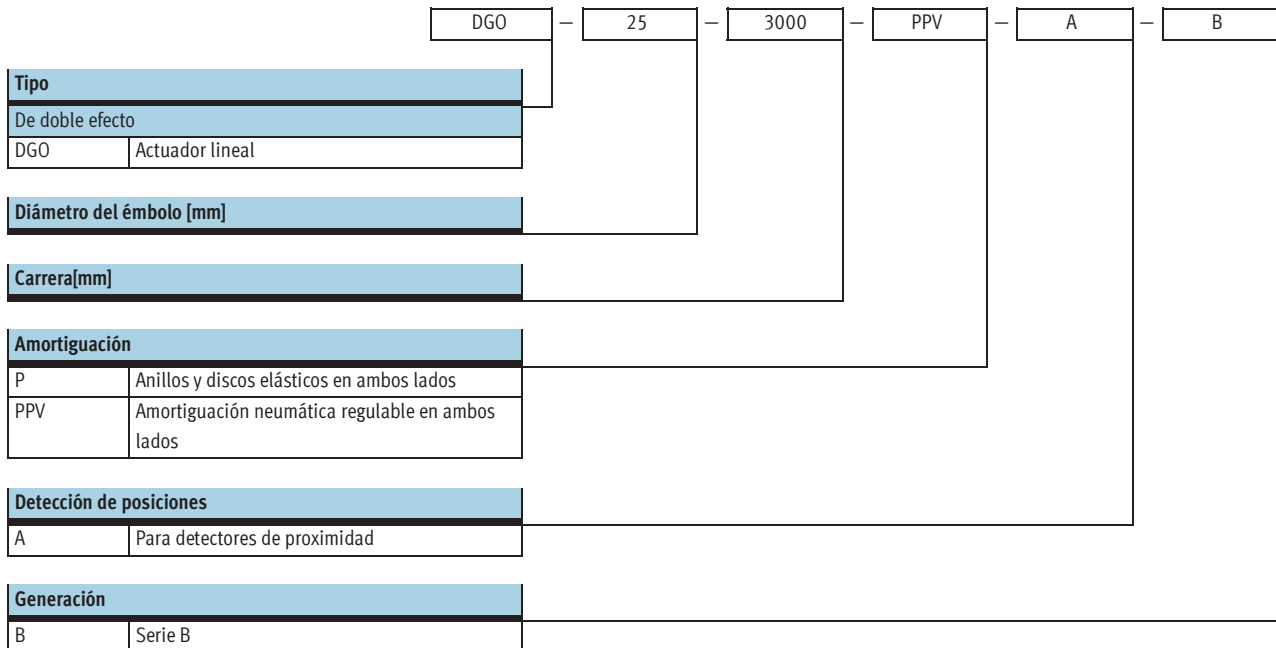 DGO — 25 — 3000 — PPV — A — B
Tipo
De doble efecto
DGO Actuador lineal
Diámetro del émbolo [mm]
Carrera[mm]
Amortiguación
P Anillos y discos elásticos en ambos lados
PPV Amortiguación neumática regulable en ambos
lados
Detección de posiciones
A Para detectores de proximidad
Generación
B Serie B